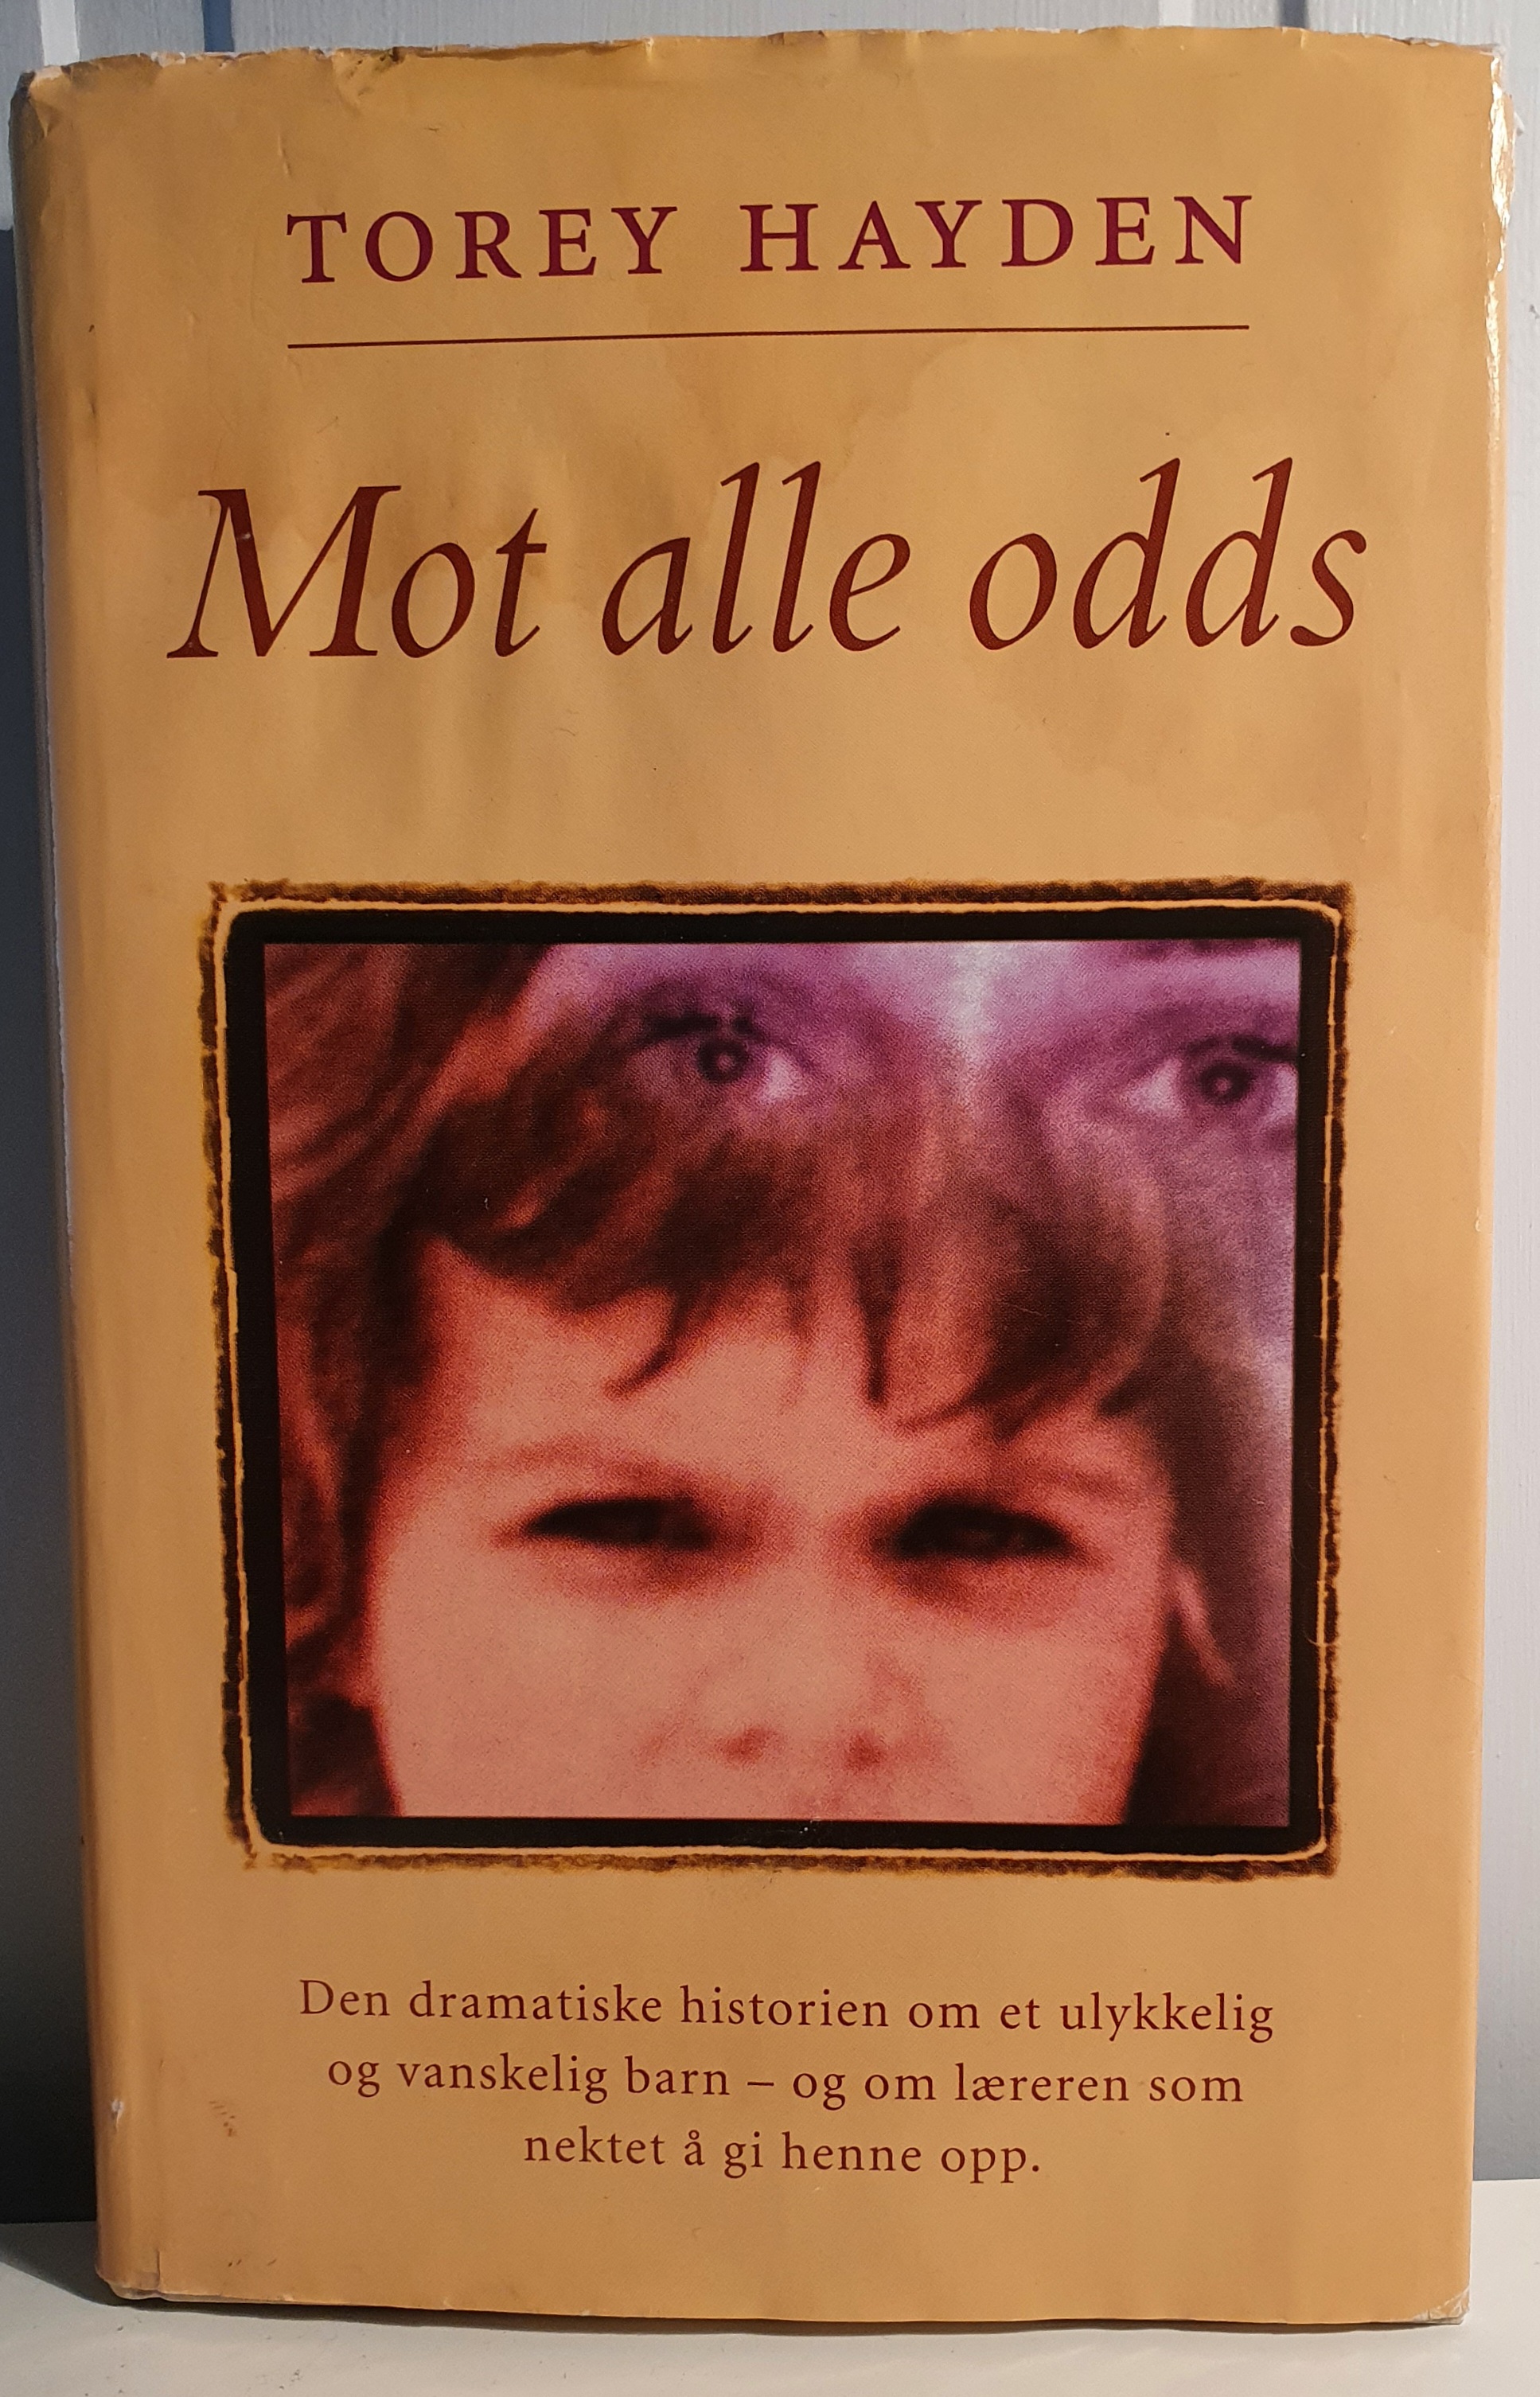 TOREY HAYDEN
Mot alle odds
Den dramatiske historien om et ulykkelig
og vanskelig barn – og om læreren som
nektet å gi henne opp.